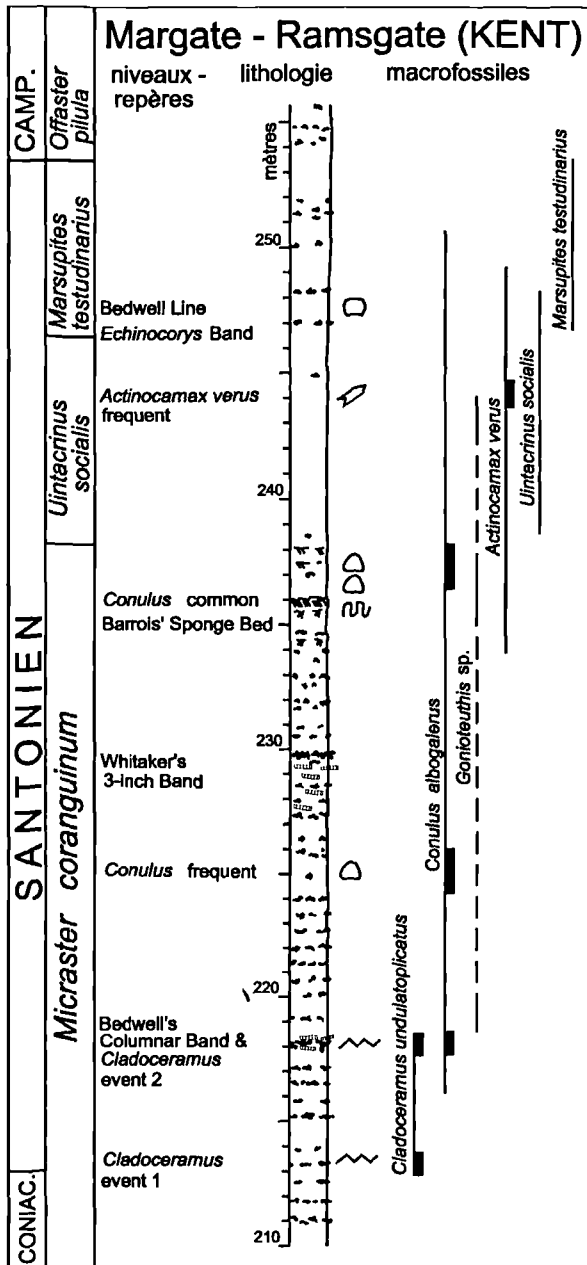 Margate - Ramsgate (KENT)
niveaux -
repères
lithologie
macrofossiles
CAMP.
SANTONIEN
CONIAC.
Offaster
pilula
Marsupites
testudinarius
Uintacrinus
socialis
Micraster coranguinum
Bedwell Line
Echinocorys Band
Actinocamax verus
frequent
Conulus common
Barrois' Sponge Bed
Whitaker's
3-inch Band
Conulus frequent
Bedwell's
Columnar Band &
Cladoceramus
event 2
Cladoceramus
event 1
mètres
250
240
230
220
210
Cladoceramus undulatoplicatus
Conulus albogalerus
Gonioteuthis sp.
Actinocamax verus
Uintacrinus socialis
Marsupites testudinarius